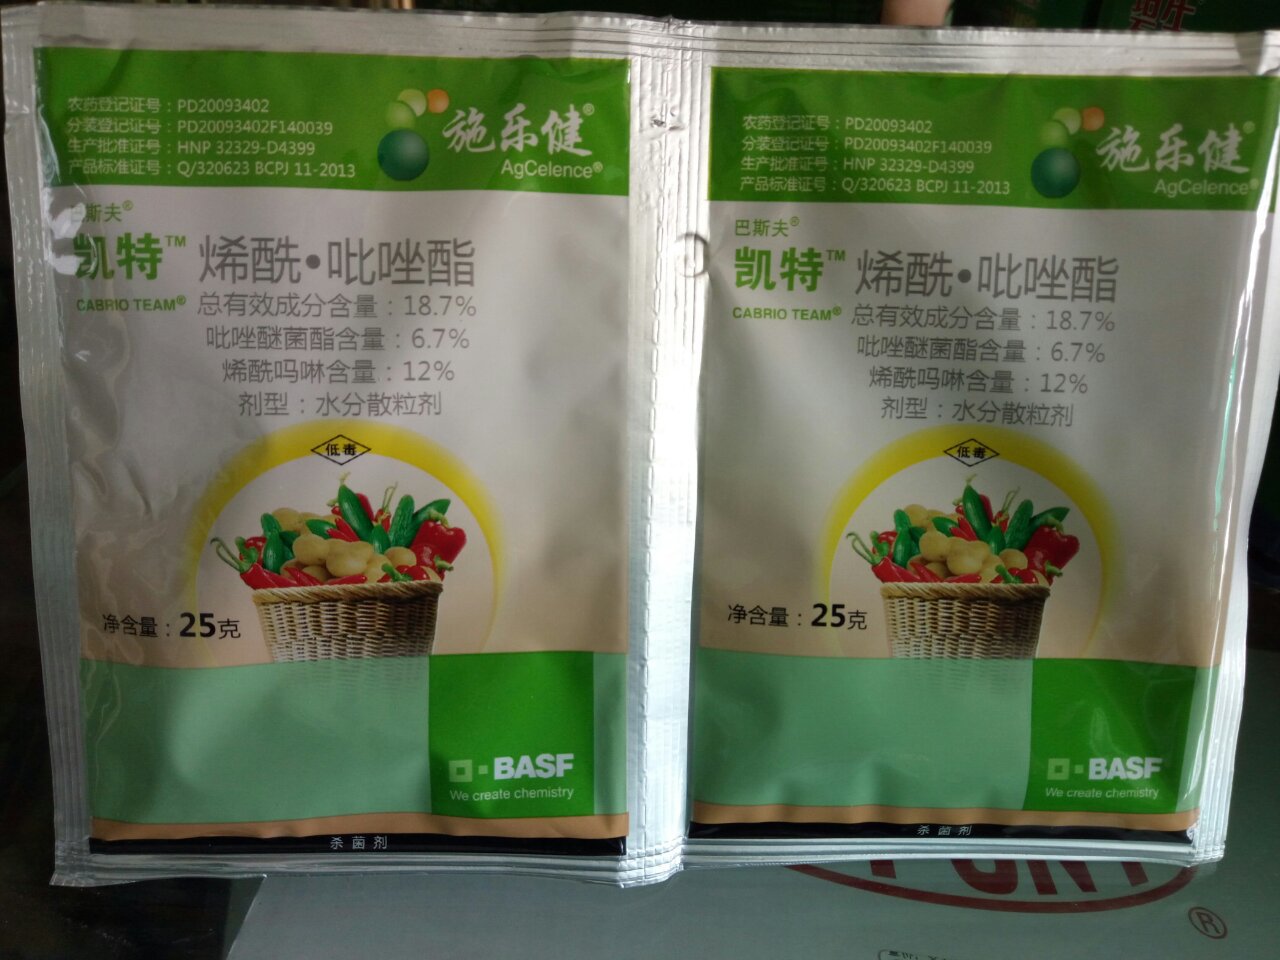 农药登记证号：PD20093402
分装登记证号：PD20093402F140039
生产批准证号：HNP 32329-D4399
产品标准证号：Q/320623 BCPJ 11-2013
施乐健®
AgCelence®
巴斯夫®
凯特™ 烯酰·吡唑酯
CABRIO TEAM® 总有效成分含量：18.7%
吡唑醚菌酯含量：6.7%
烯酰吗啉含量：12%
剂型：水分散粒剂
低毒
净含量：25克
BASF
We create chemistry
杀菌剂
农药登记证号：PD20093402
分装登记证号：PD20093402F140039
生产批准证号：HNP 32329-D4399
产品标准证号：Q/320623 BCPJ 11-2013
施乐健®
AgCelence®
巴斯夫®
凯特™ 烯酰·吡唑酯
CABRIO TEAM® 总有效成分含量：18.7%
吡唑醚菌酯含量：6.7%
烯酰吗啉含量：12%
剂型：水分散粒剂
低毒
净含量：25克
BASF
We create chemistry
杀菌剂
®